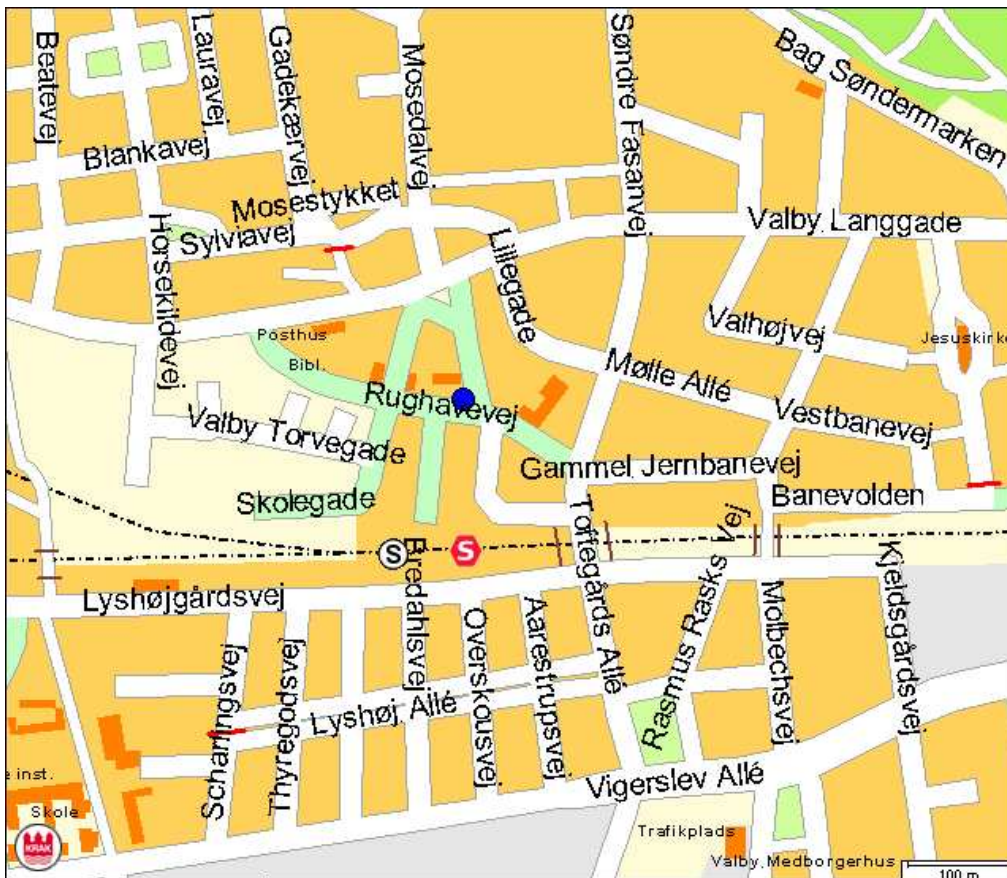 Beatevej
Lauravej
Gadekærvej
Mosedalvej
Søndre Fasanvej
Bag Søndermarken
Blankavej
Mosestykket
Sylviavej
Horsekildevej
Lillegade
Valby Langgade
Posthus
Bibl.
Valhøjvej
Jesuskirke
Mølle Allé
Rughavevej
Vestbanevej
Valby Torvegade
Gammel Jernbanevej
Skolegade
Banevolden
Toftegårds Allé
S
S
Bredahlsvej
Lyshøjgårdsvej
Overskousvej
Aarestrupsvej
Rasmus Rasks Vej
Molbechsvej
Kjeldsgårdsvej
Scharlingsvej
Thyregodsvej
Lyshøj Allé
Vigerslev Allé
e inst.
Skole
KRAK
Trafikplads
Valby Medborgerhus
100 m